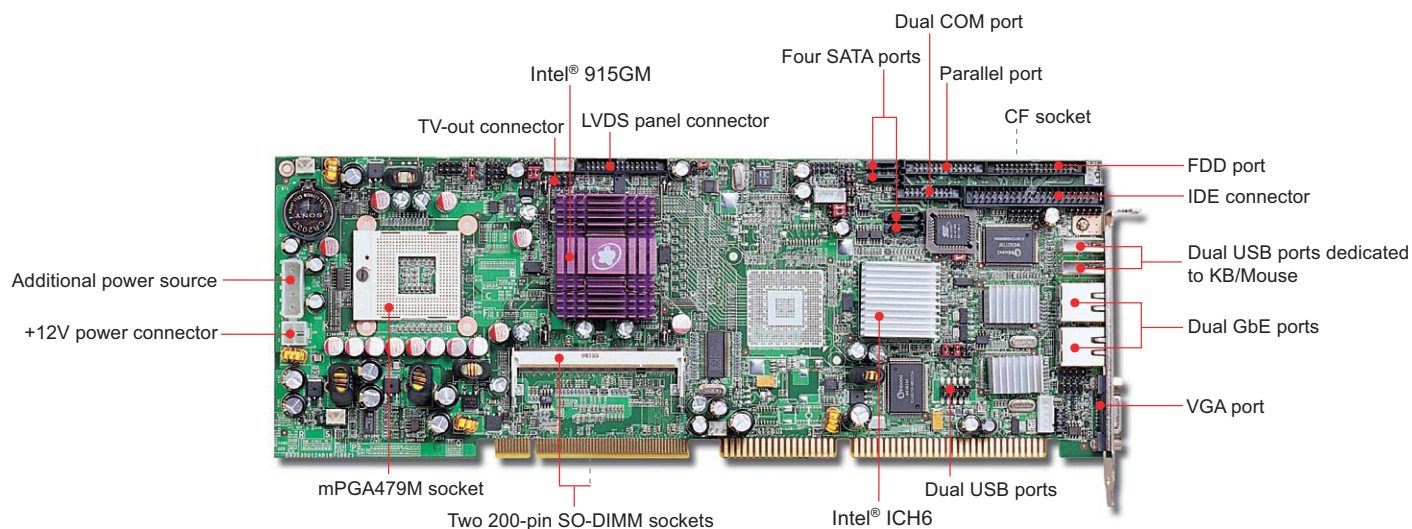 Dual COM port
Four SATA ports
Parallel port
Intel® 915GM
CF socket
TV-out connector
LVDS panel connector
FDD port
IDE connector
Dual USB ports dedicated
to KB/Mouse
Additional power source
+12V power connector
Dual GbE ports
SONY
VGA port
mPGA479M socket
Dual USB ports
Two 200-pin SO-DIMM sockets
Intel® ICH6